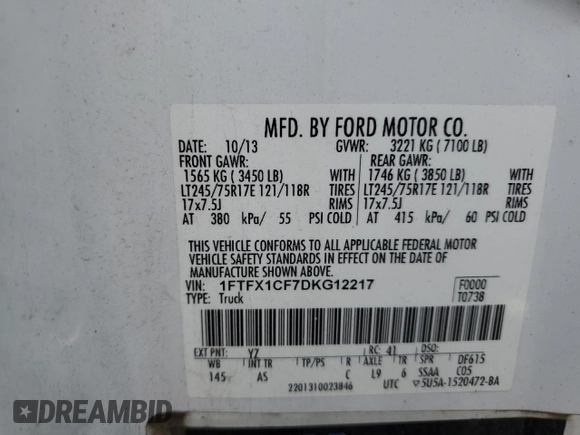 MFD. BY FORD MOTOR CO.
DATE: 10/13 GVWR: 3221 KG ( 7100 LB)
FRONT GAWR: REAR GAWR:
1565 KG ( 3450 LB) WITH 1746 KG ( 3850 LB) WITH
LT245/75R17E 121/118R TIRES LT245/75R17E 121/118R TIRES
17x7.5J RIMS 17x7.5J RIMS
AT 380 kPa/ 55 PSI COLD AT 415 kPa/ 60 PSI COLD
THIS VEHICLE CONFORMS TO ALL APPLICABLE FEDERAL MOTOR
VEHICLE SAFETY STANDARDS IN EFFECT ON THE DATE OF
MANUFACTURE SHOWN ABOVE.
VIN: 1FTFX1CF7DKG12217 F0000
TYPE: Truck T0738
EXT PNT: YZ RC: 41 DSO:
WB AS TP/PS R AXLE TR SPR DF615
145 AS C L9 6 SSAA C05
2201310023846 UTC 5U5A-1520472-BA
AUTOBIDCAR